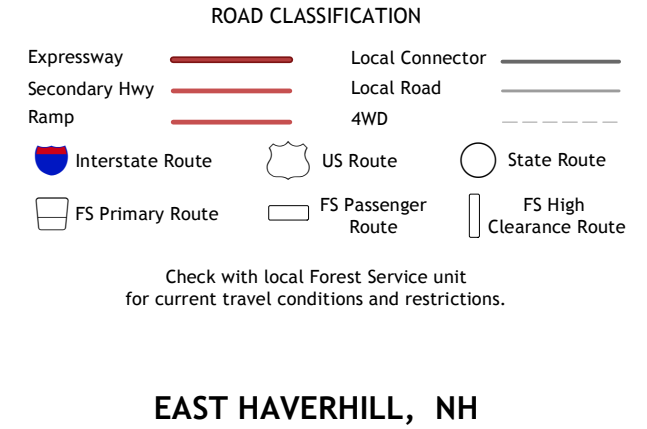 ROAD CLASSIFICATION
Expressway
Local Connector
Secondary Hwy
Local Road
Ramp
4WD
Interstate Route
US Route
State Route
FS Primary Route
FS Passenger
Route
FS High
Clearance Route
Check with local Forest Service unit
for current travel conditions and restrictions.
EAST HAVERHILL, NH